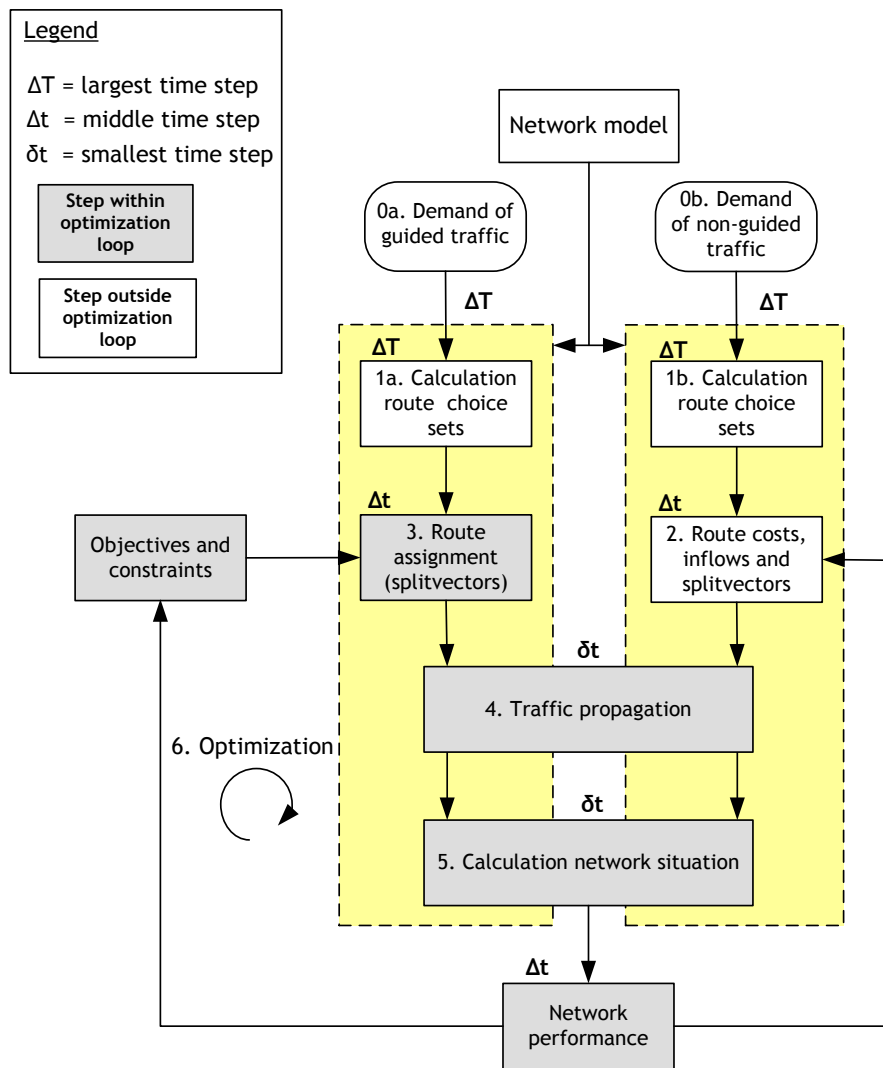 Legend
ΔT = largest time step
Δt = middle time step
δt = smallest time step
Step within
optimization
loop
Step outside
optimization
loop
Network model
0a. Demand of
guided traffic
0b. Demand
of non-guided
traffic
ΔT
ΔT
ΔT
ΔT
1a. Calculation
route choice
sets
1b. Calculation
route choice
sets
Δt
Δt
Objectives and
constraints
3. Route
assignment
(splitvectors)
2. Route costs,
inflows and
splitvectors
δt
4. Traffic propagation
6. Optimization
δt
5. Calculation network situation
Δt
Network
performance